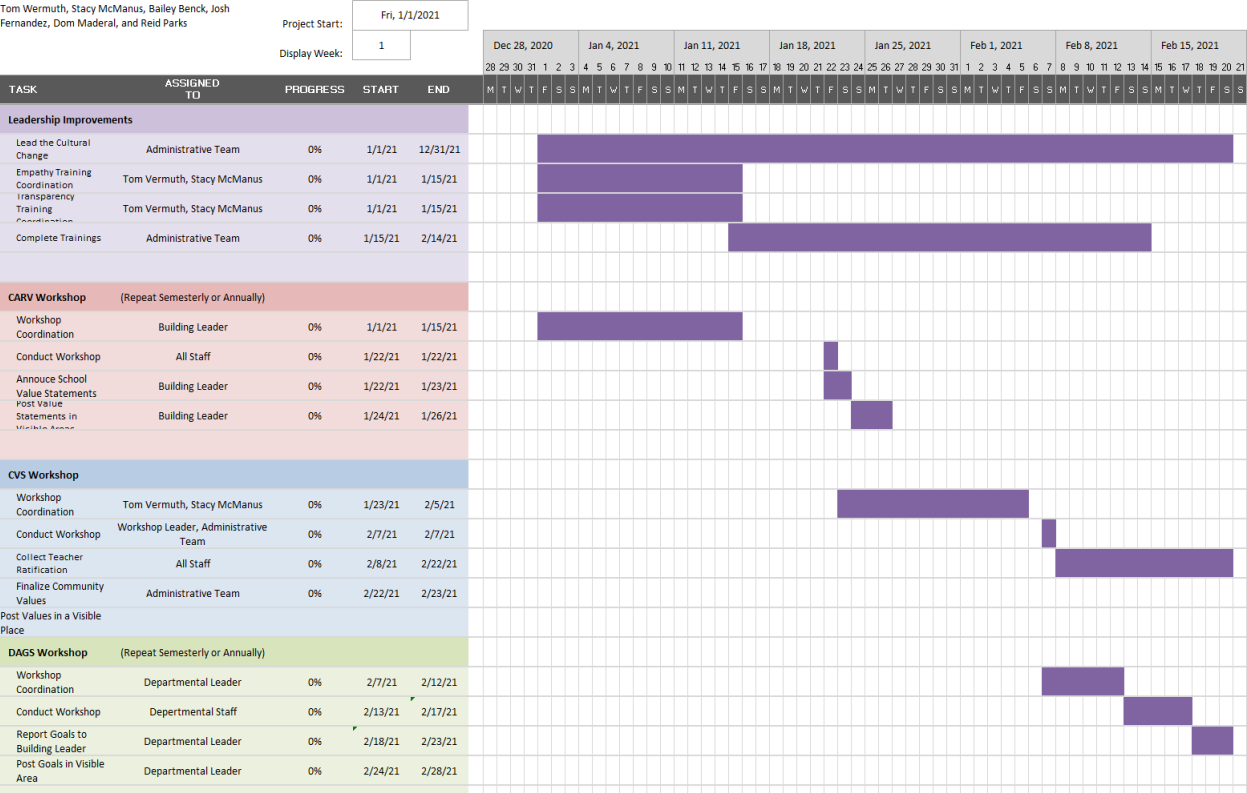 Tom Wermuth, Stacy McManus, Bailey Benck, Josh
Fernandez, Dom Maderal, and Reid Parks
Project Start: Fri, 1/1/2021
Display Week: 1
Dec 28, 2020 Jan 4, 2021 Jan 11, 2021 Jan 18, 2021 Jan 25, 2021 Feb 1, 2021 Feb 8, 2021 Feb 15, 2021
28 29 30 31 1 2 3 4 5 6 7 8 9 10 11 12 13 14 15 16 17 18 19 20 21 22 23 24 25 26 27 28 29 30 31 1 2 3 4 5 6 7 8 9 10 11 12 13 14 15 16 17 18 19 20 21
TASK ASSIGNED TO PROGRESS START END M T W T F S S M T W T F S S M T W T F S S M T W T F S S M T W T F S S M T W T F S S M T W T F S S M T W T F S S
Leadership Improvements
Lead the Cultural
Change Administrative Team 0% 1/1/21 12/31/21
Empathy Training
Coordination Tom Vermuth, Stacy McManus 0% 1/1/21 1/15/21
Transparency
Training Tom Vermuth, Stacy McManus 0% 1/1/21 1/15/21
Coordination
Complete Trainings Administrative Team 0% 1/15/21 2/14/21
CARV Workshop (Repeat Semesterly or Annually)
Workshop
Coordination Building Leader 0% 1/1/21 1/15/21
Conduct Workshop All Staff 0% 1/22/21 1/22/21
Annouce School
Value Statements Building Leader 0% 1/22/21 1/23/21
Post Value
Statements in Building Leader 0% 1/24/21 1/26/21
Visible Areas
CVS Workshop
Workshop
Coordination Tom Vermuth, Stacy McManus 0% 1/23/21 2/5/21
Conduct Workshop Workshop Leader, Administrative
Team 0% 2/7/21 2/7/21
Collect Teacher
Ratification All Staff 0% 2/8/21 2/22/21
Finalize Community
Values Administrative Team 0% 2/22/21 2/23/21
Post Values in a Visible
Place
DAGS Workshop (Repeat Semesterly or Annually)
Workshop
Coordination Departmental Leader 0% 2/7/21 2/12/21
Conduct Workshop Depertmental Staff 0% 2/13/21 2/17/21
Report Goals to
Building Leader Departmental Leader 0% 2/18/21 2/23/21
Post Goals in Visible
Area Departmental Leader 0% 2/24/21 2/28/21